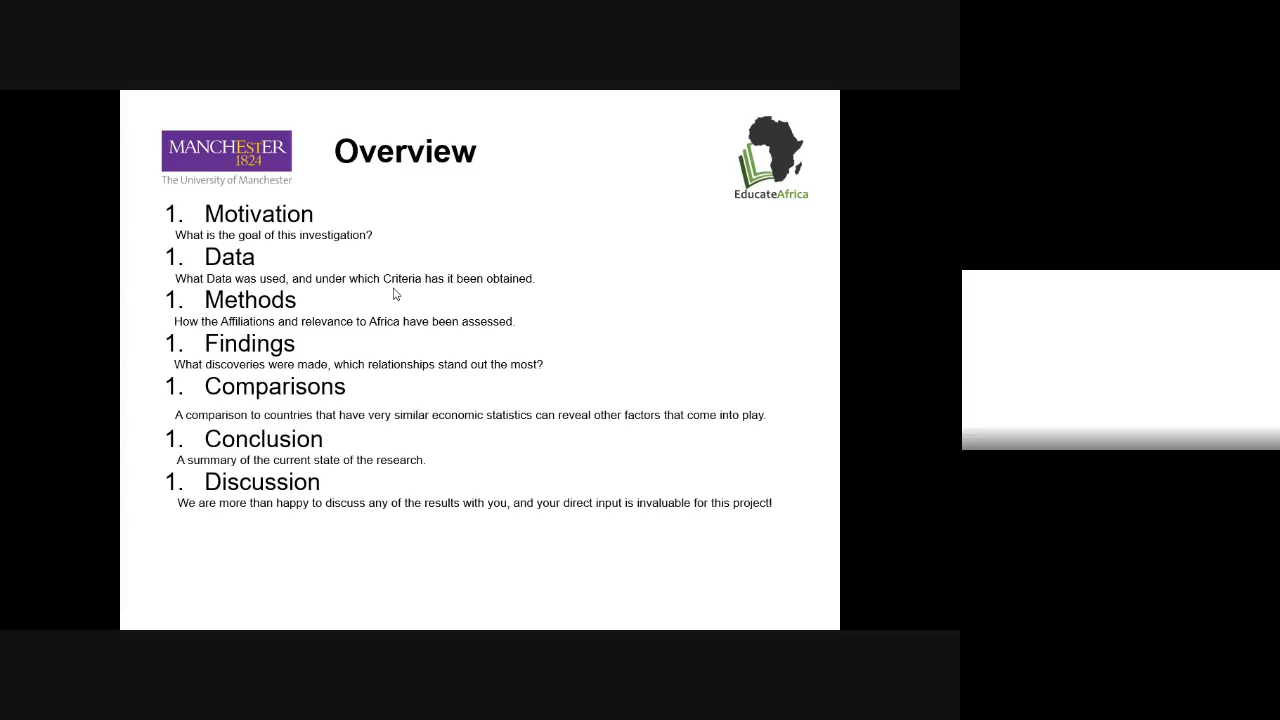 MANCHESTER
1824
The University of Manchester
Overview
EducateAfrica
1. Motivation
What is the goal of this investigation?
1. Data
What Data was used, and under which Criteria has it been obtained.
1. Methods
How the Affiliations and relevance to Africa have been assessed.
1. Findings
What discoveries were made, which relationships stand out the most?
1. Comparisons
A comparison to countries that have very similar economic statistics can reveal other factors that come into play.
1. Conclusion
A summary of the current state of the research.
1. Discussion
We are more than happy to discuss any of the results with you, and your direct input is invaluable for this project!